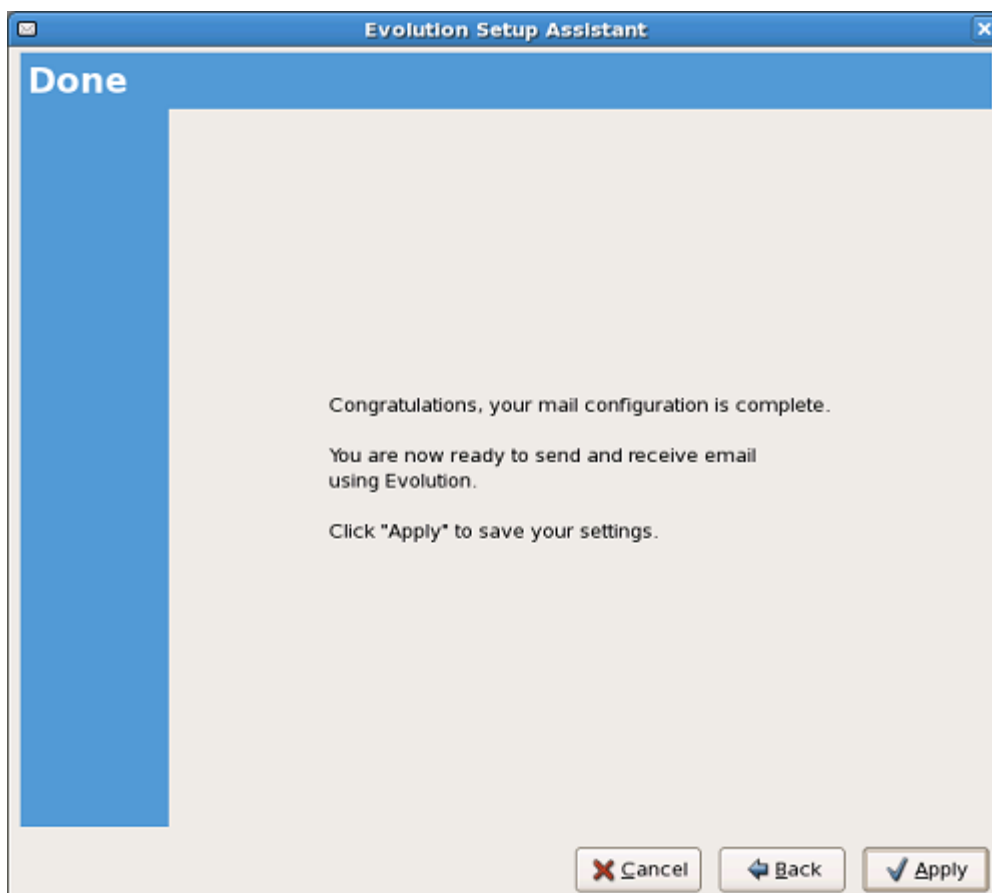 Evolution Setup Assistant
Done
Congratulations, your mail configuration is complete.
You are now ready to send and receive email
using Evolution.
Click "Apply" to save your settings.
Cancel
Back
Apply